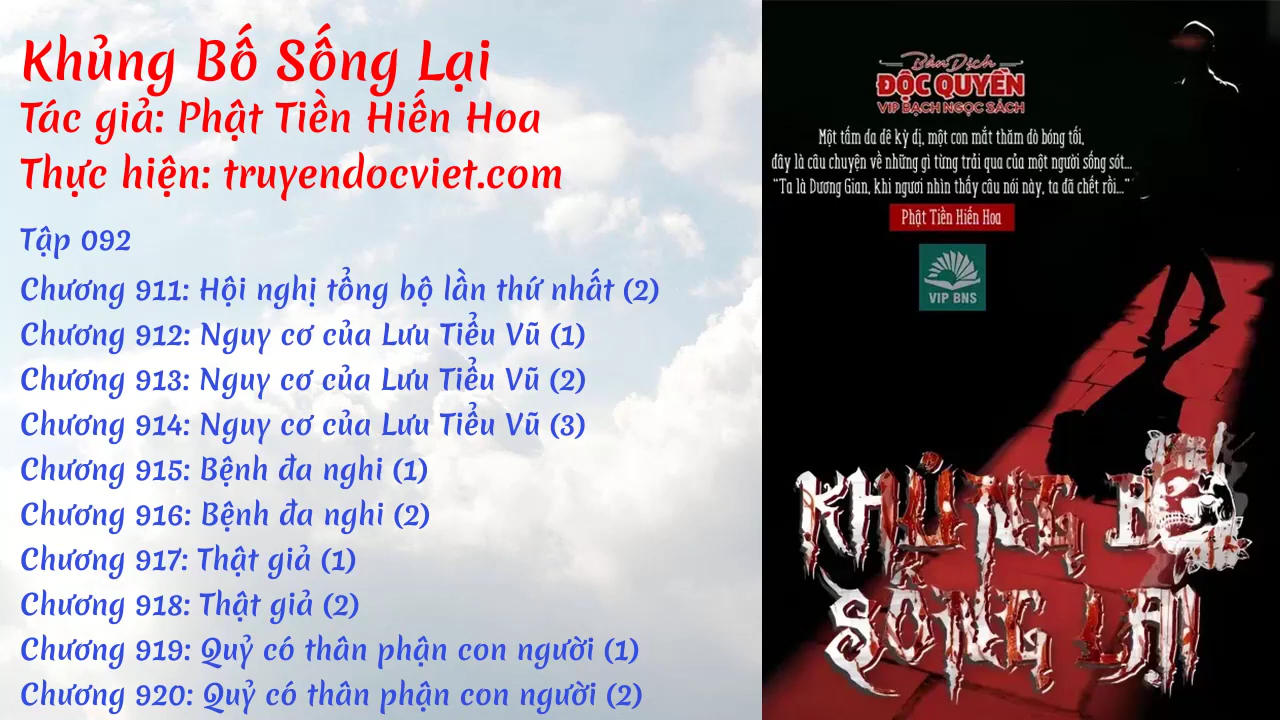 Khủng Bố Sống Lại
Tác giả: Phật Tiền Hiến Hoa
Thực hiện: truyendocviet.com
Tập 092
Chương 911: Hội nghị tổng bộ lần thứ nhất (2)
Chương 912: Nguy cơ của Lưu Tiểu Vũ (1)
Chương 913: Nguy cơ của Lưu Tiểu Vũ (2)
Chương 914: Nguy cơ của Lưu Tiểu Vũ (3)
Chương 915: Bệnh đa nghi (1)
Chương 916: Bệnh đa nghi (2)
Chương 917: Thật giả (1)
Chương 918: Thật giả (2)
Chương 919: Quỷ có thân phận con người (1)
Chương 920: Quỷ có thân phận con người (2)
Bản Dịch
ĐỘC QUYỀN
VIP BẠCH NGỌC SÁCH
Một tấm da dê kỳ dị, một con mắt thăm dò bóng tối,
đây là câu chuyện về những gì từng trải qua của một người sống sót...
“Ta là Dương Gian, khi ngươi nhìn thấy câu nói này, ta đã chết rồi...”
Phật Tiền Hiến Hoa
VIP BNS
KHỦNG BỐ
SỐNG LẠI